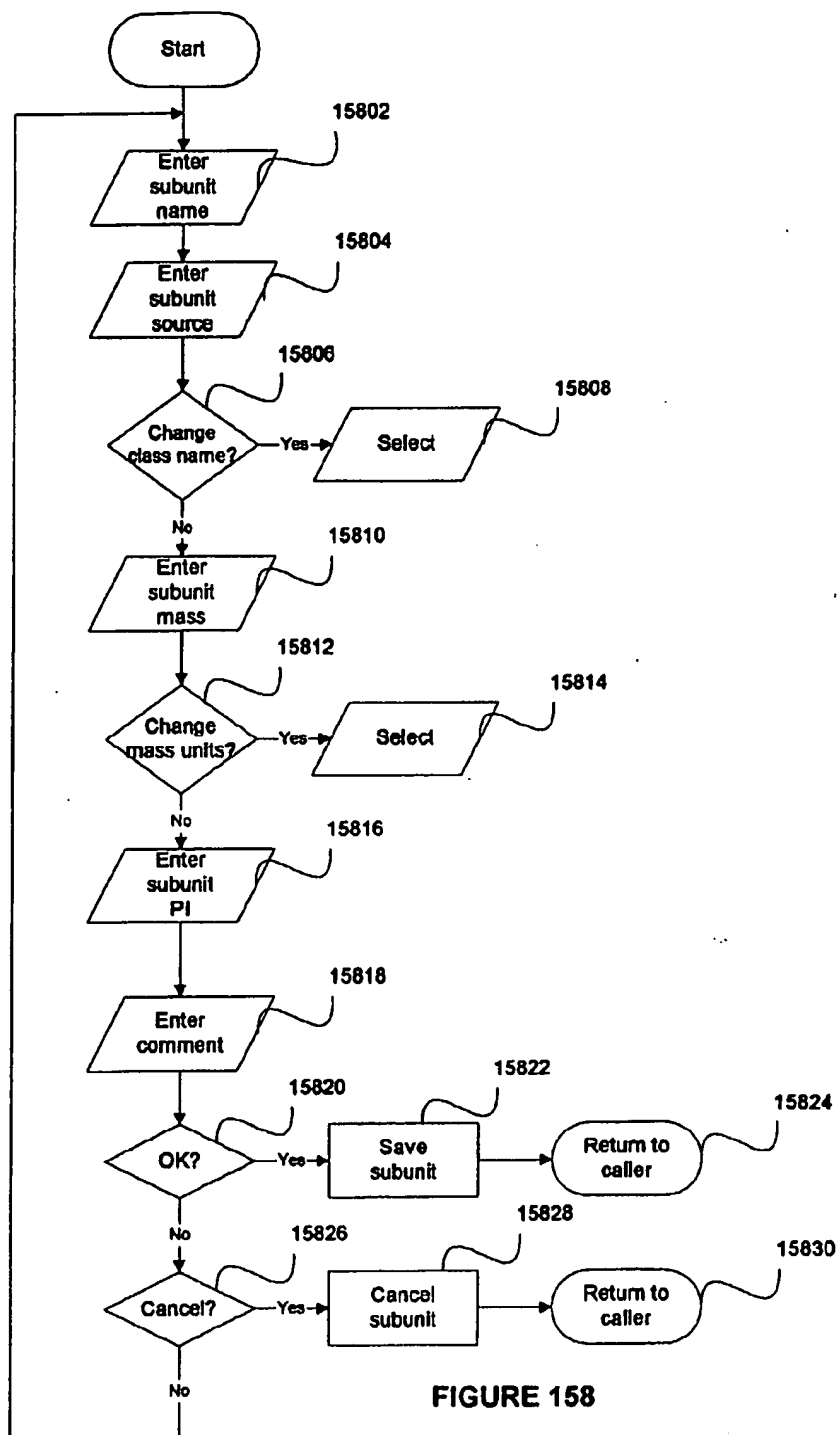 Start
15802
Enter
subunit
name
15804
Enter
subunit
source
15806
Change
class name?
Yes
15808
Select
No
15810
Enter
subunit
mass
15812
Change
mass units?
Yes
15814
Select
No
15816
Enter
subunit
PI
15818
Enter
comment
15820
OK?
Yes
15822
Save
subunit
15824
Return to
caller
No
15826
Cancel?
Yes
15828
Cancel
subunit
15830
Return to
caller
No
FIGURE 158